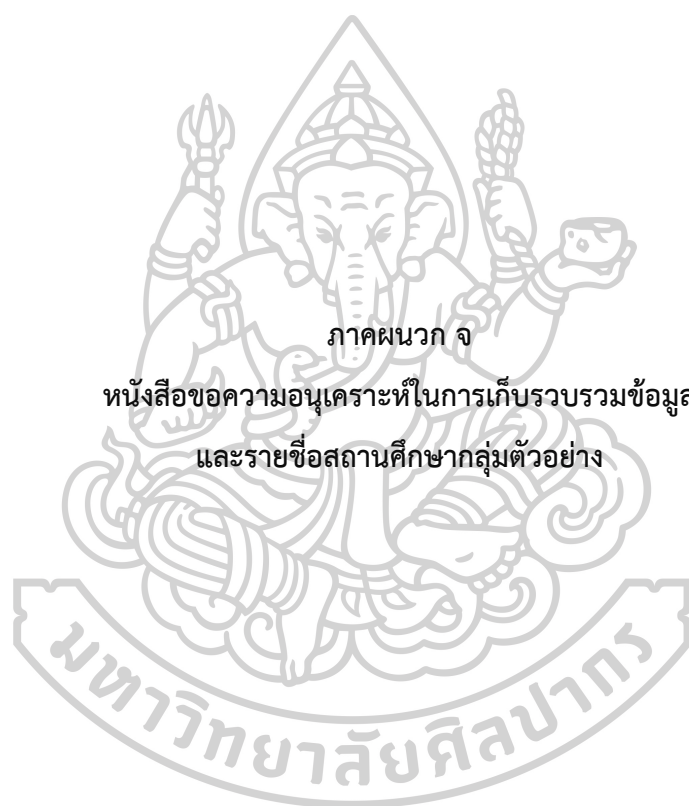 ภาคผนวก จ
หนังสือขอความอนุเคราะห์ในการเก็บรวบรวมข้อมูล
และรายชื่อสถานศึกษากลุ่มตัวอย่าง
มหาวิทยาลัยศิลปากร